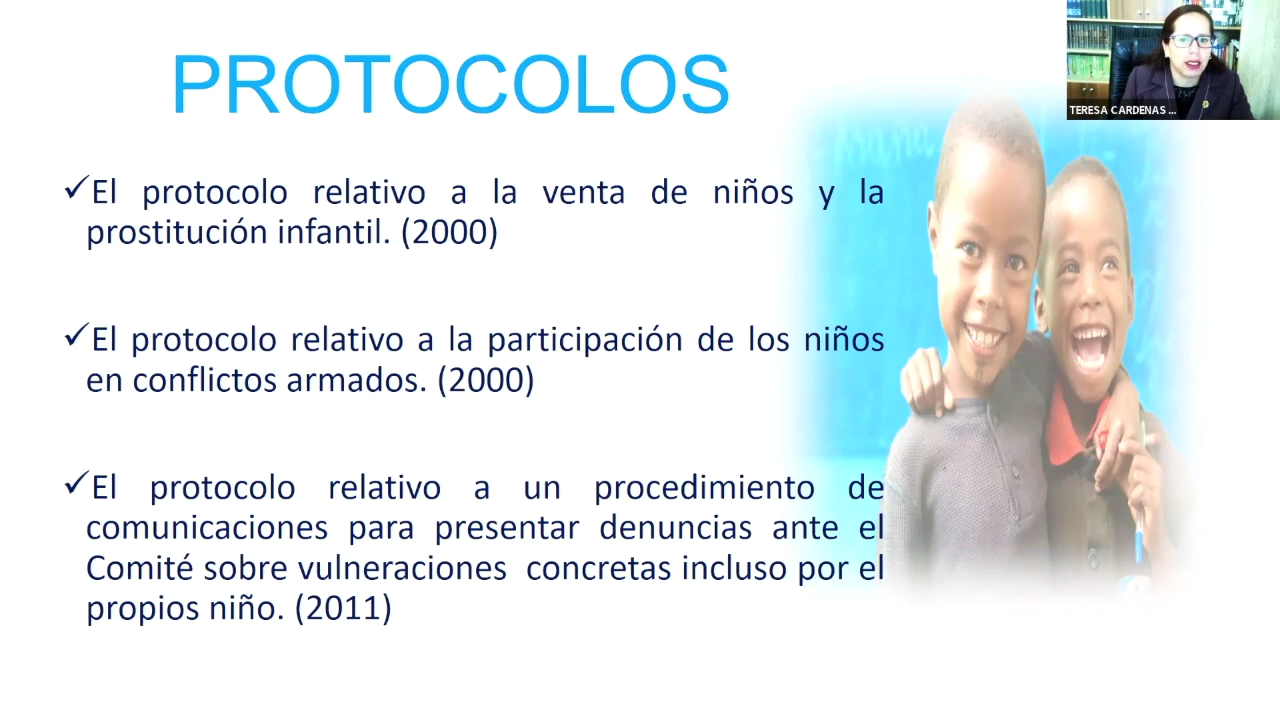 PROTOCOLOS
TERESA CARDENAS ...
✓El protocolo relativo a la venta de niños y la
prostitución infantil. (2000)
✓El protocolo relativo a la participación de los niños
en conflictos armados. (2000)
✓El protocolo relativo a un procedimiento de
comunicaciones para presentar denuncias ante el
Comité sobre vulneraciones concretas incluso por el
propios niño. (2011)